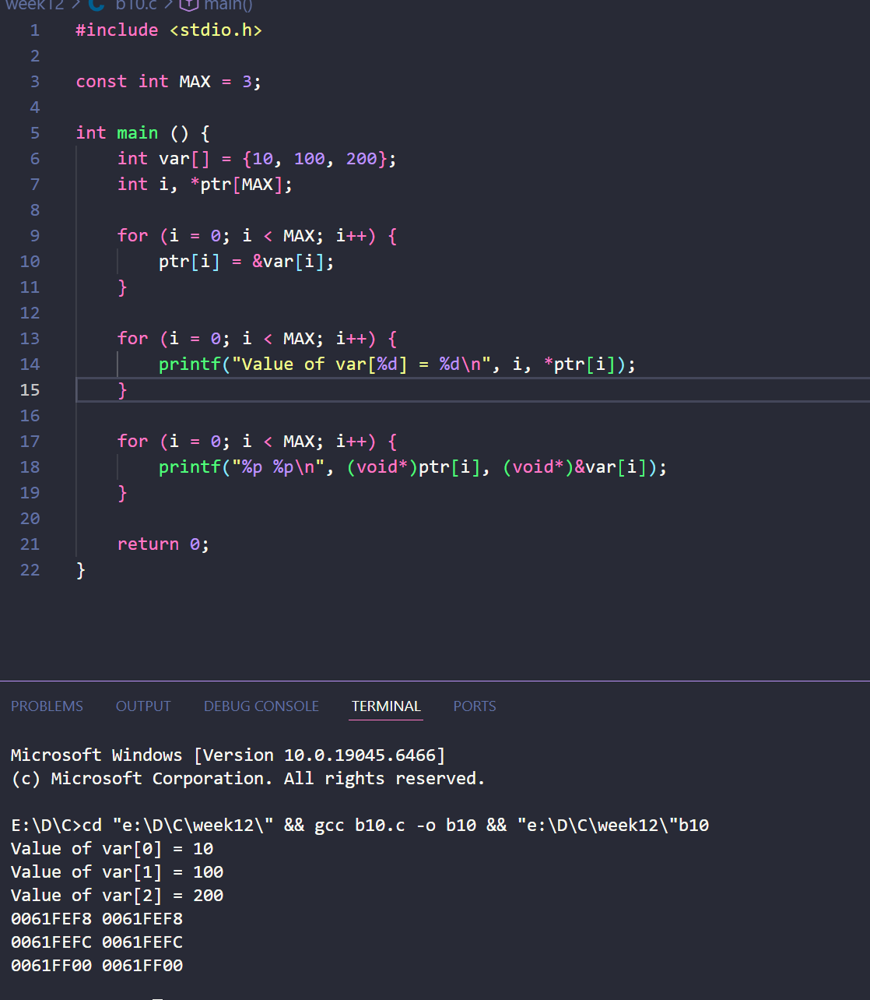 week12 > C b10.c > main()
1 #include <stdio.h>
2
3 const int MAX = 3;
4
5 int main () {
6     int var[] = {10, 100, 200};
7     int i, *ptr[MAX];
8
9     for (i = 0; i < MAX; i++) {
10         ptr[i] = &var[i];
11     }
12
13     for (i = 0; i < MAX; i++) {
14         printf("Value of var[%d] = %d\n", i, *ptr[i]);
15     }
16
17     for (i = 0; i < MAX; i++) {
18         printf("%p %p\n", (void*)ptr[i], (void*)&var[i]);
19     }
20
21     return 0;
22 }
PROBLEMS OUTPUT DEBUG CONSOLE TERMINAL PORTS
Microsoft Windows [Version 10.0.19045.6466]
(c) Microsoft Corporation. All rights reserved.
E:\D\C>cd "e:\D\C\week12\" && gcc b10.c -o b10 && "e:\D\C\week12\"b10
Value of var[0] = 10
Value of var[1] = 100
Value of var[2] = 200
0061FEF8 0061FEF8
0061FEFC 0061FEFC
0061FF00 0061FF00